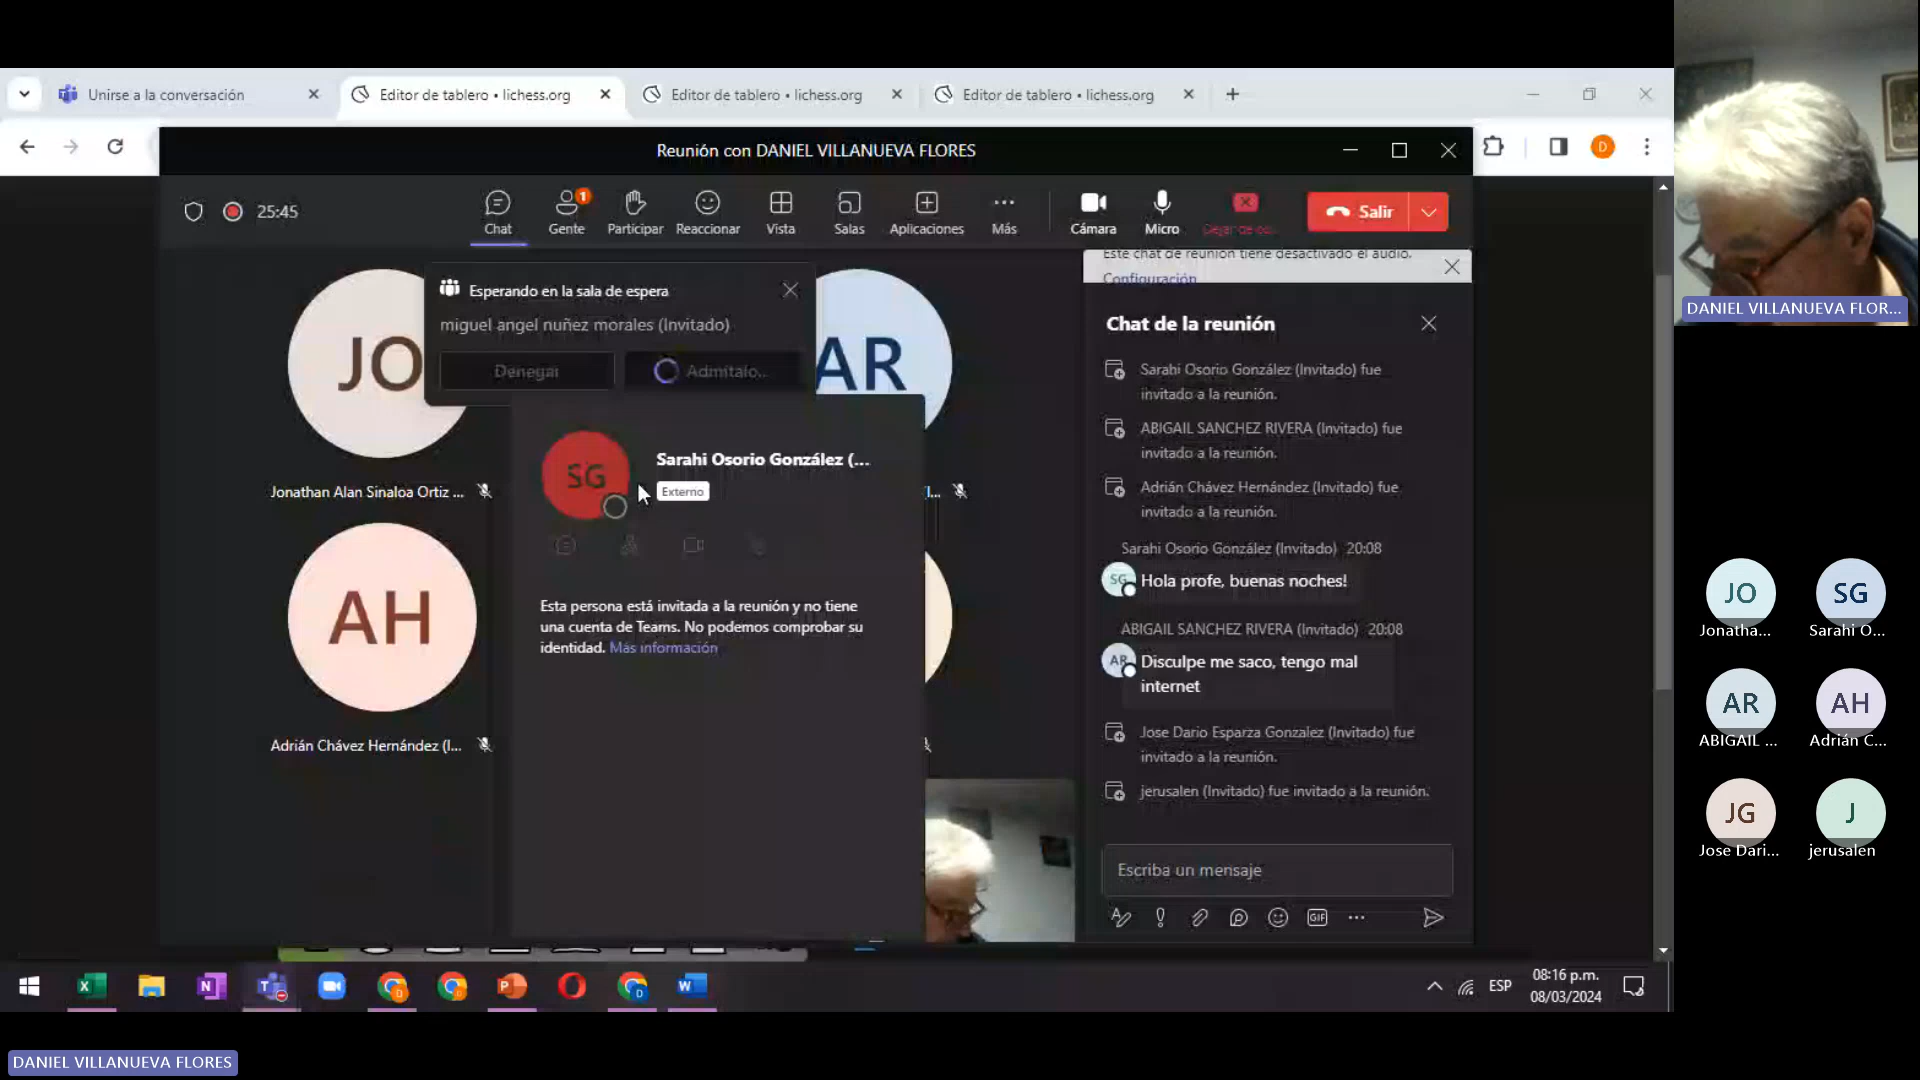 Unirse a la conversación
Editor de tablero • lichess.org
Editor de tablero • lichess.org
Editor de tablero • lichess.org
D
Reunión con DANIEL VILLANUEVA FLORES
25:45
Chat
1
Gente
Participar
Reaccionar
Vista
Salas
Aplicaciones
Más
Cámara
Micro
Salir
Este chat de reunión tiene desactivado el audio.
Configuración
Esperando en la sala de espera
miguel angel nuñez morales (Invitado)
Denegar
Admítalo...
JO
AR
Jonathan Alan Sinaloa Ortiz ...
AH
Adrián Chávez Hernández (I...
SG
Sarahi Osorio González (...
Externo
Esta persona está invitada a la reunión y no tiene
una cuenta de Teams. No podemos comprobar su
identidad. Más información
Chat de la reunión
Sarahi Osorio González (Invitado) fue
invitado a la reunión.
ABIGAIL SANCHEZ RIVERA (Invitado) fue
invitado a la reunión.
Adrián Chávez Hernández (Invitado) fue
invitado a la reunión.
Sarahi Osorio González (Invitado) 20:08
SG
Hola profe, buenas noches!
ABIGAIL SANCHEZ RIVERA (Invitado) 20:08
AR
Disculpe me saco, tengo mal
internet
Jose Dario Esparza Gonzalez (Invitado) fue
invitado a la reunión.
jerusalen (Invitado) fue invitado a la reunión.
Escriba un mensaje
GIF
DANIEL VILLANUEVA FLOR...
JO
Jonatha...
SG
Sarahi O...
AR
ABIGAIL ...
AH
Adrián C...
JG
Jose Dari...
J
jerusalen
ESP
08:16 p.m.
08/03/2024
DANIEL VILLANUEVA FLORES